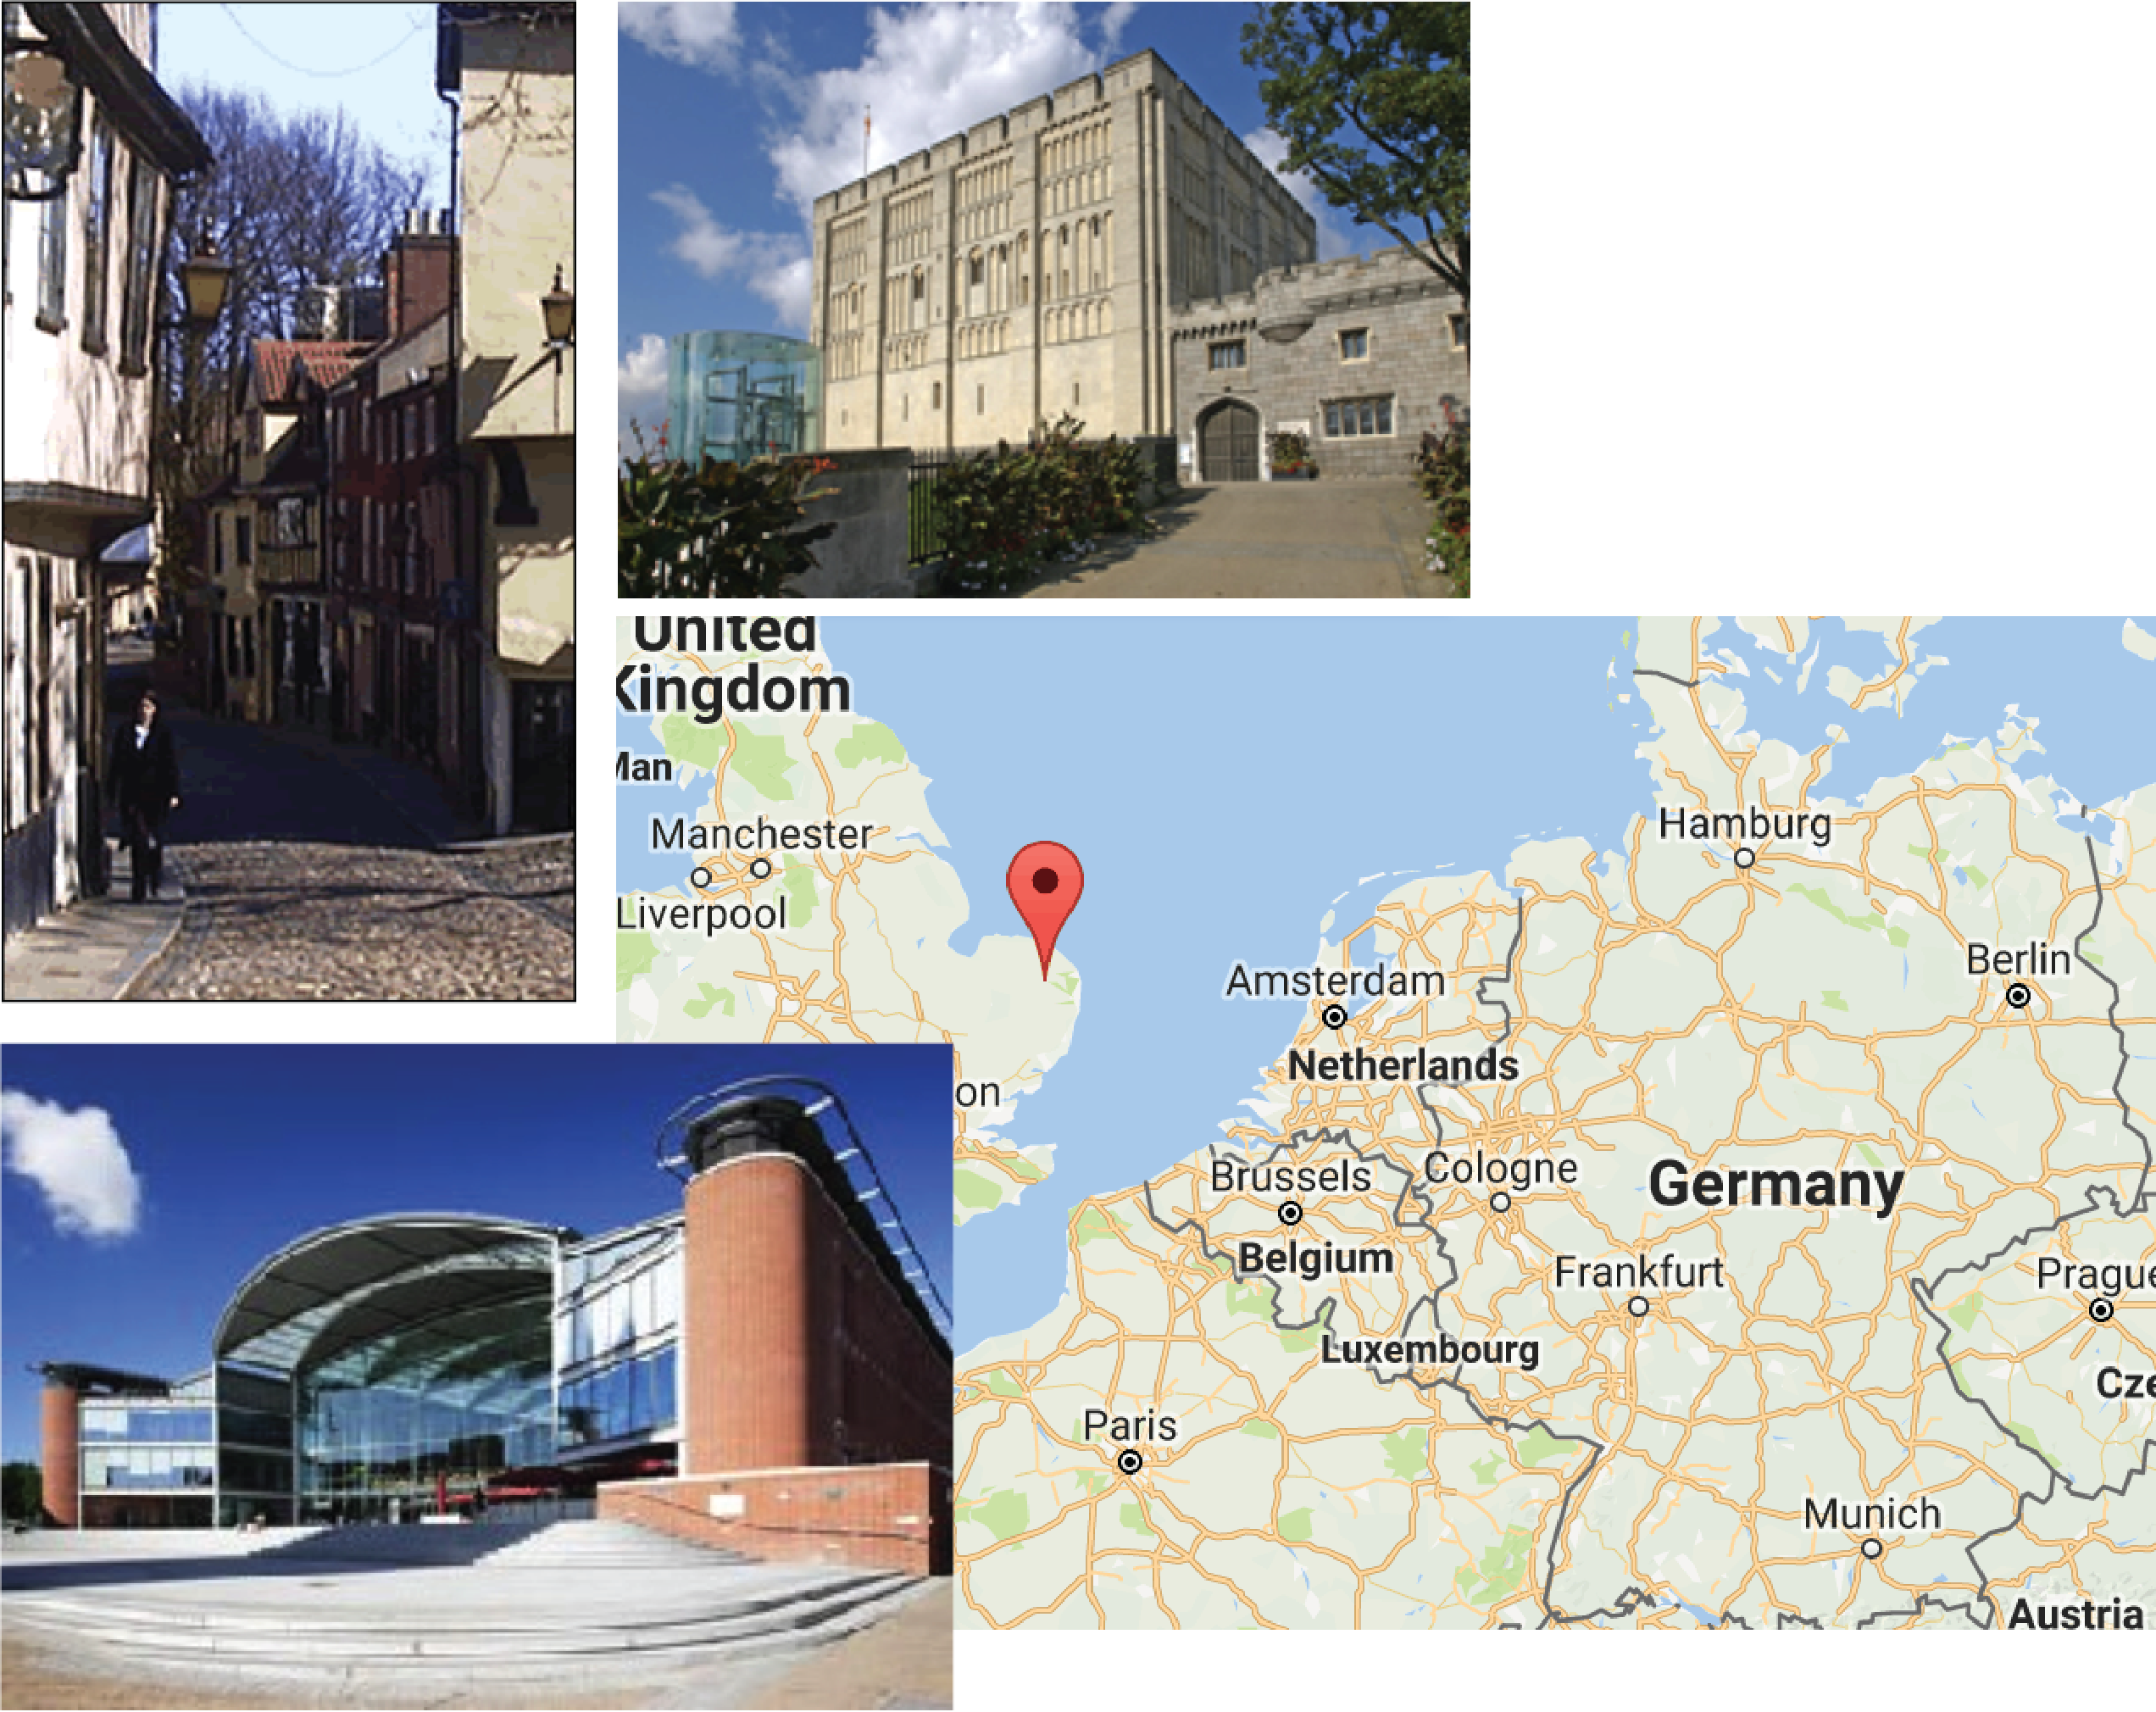 United
Kingdom
Man
Manchester
Liverpool
Hamburg
Berlin
Amsterdam
Netherlands
on
Brussels
Cologne
Germany
Belgium
Frankfurt
Prague
Luxembourg
Cze
Paris
Munich
Austria